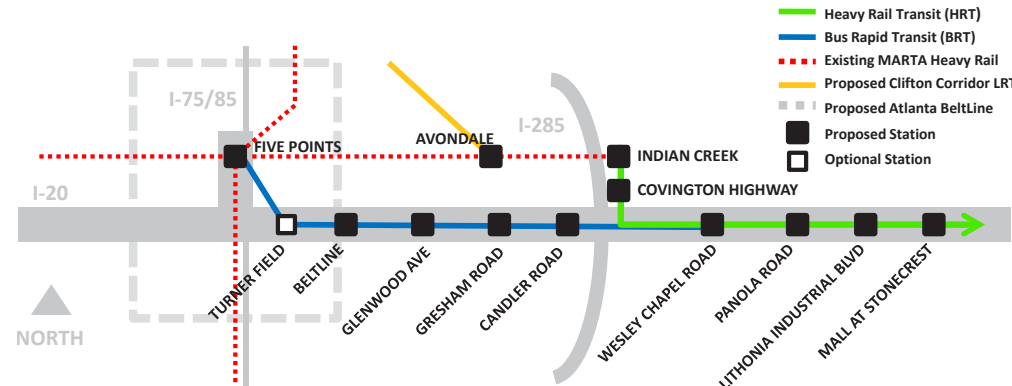 Heavy Rail Transit (HRT)
Bus Rapid Transit (BRT)
Existing MARTA Heavy Rail
Proposed Clifton Corridor LRT
Proposed Atlanta BeltLine
Proposed Station
Optional Station
I-75/85
I-285
FIVE POINTS
AVONDALE
INDIAN CREEK
COVINGTON HIGHWAY
I-20
TURNER FIELD
BELTLINE
GLENWOOD AVE
GRESHAM ROAD
CANDLER ROAD
WESLEY CHAPEL ROAD
PANOLA ROAD
LITHONIA INDUSTRIAL BLVD
MALL AT STONECREST
NORTH